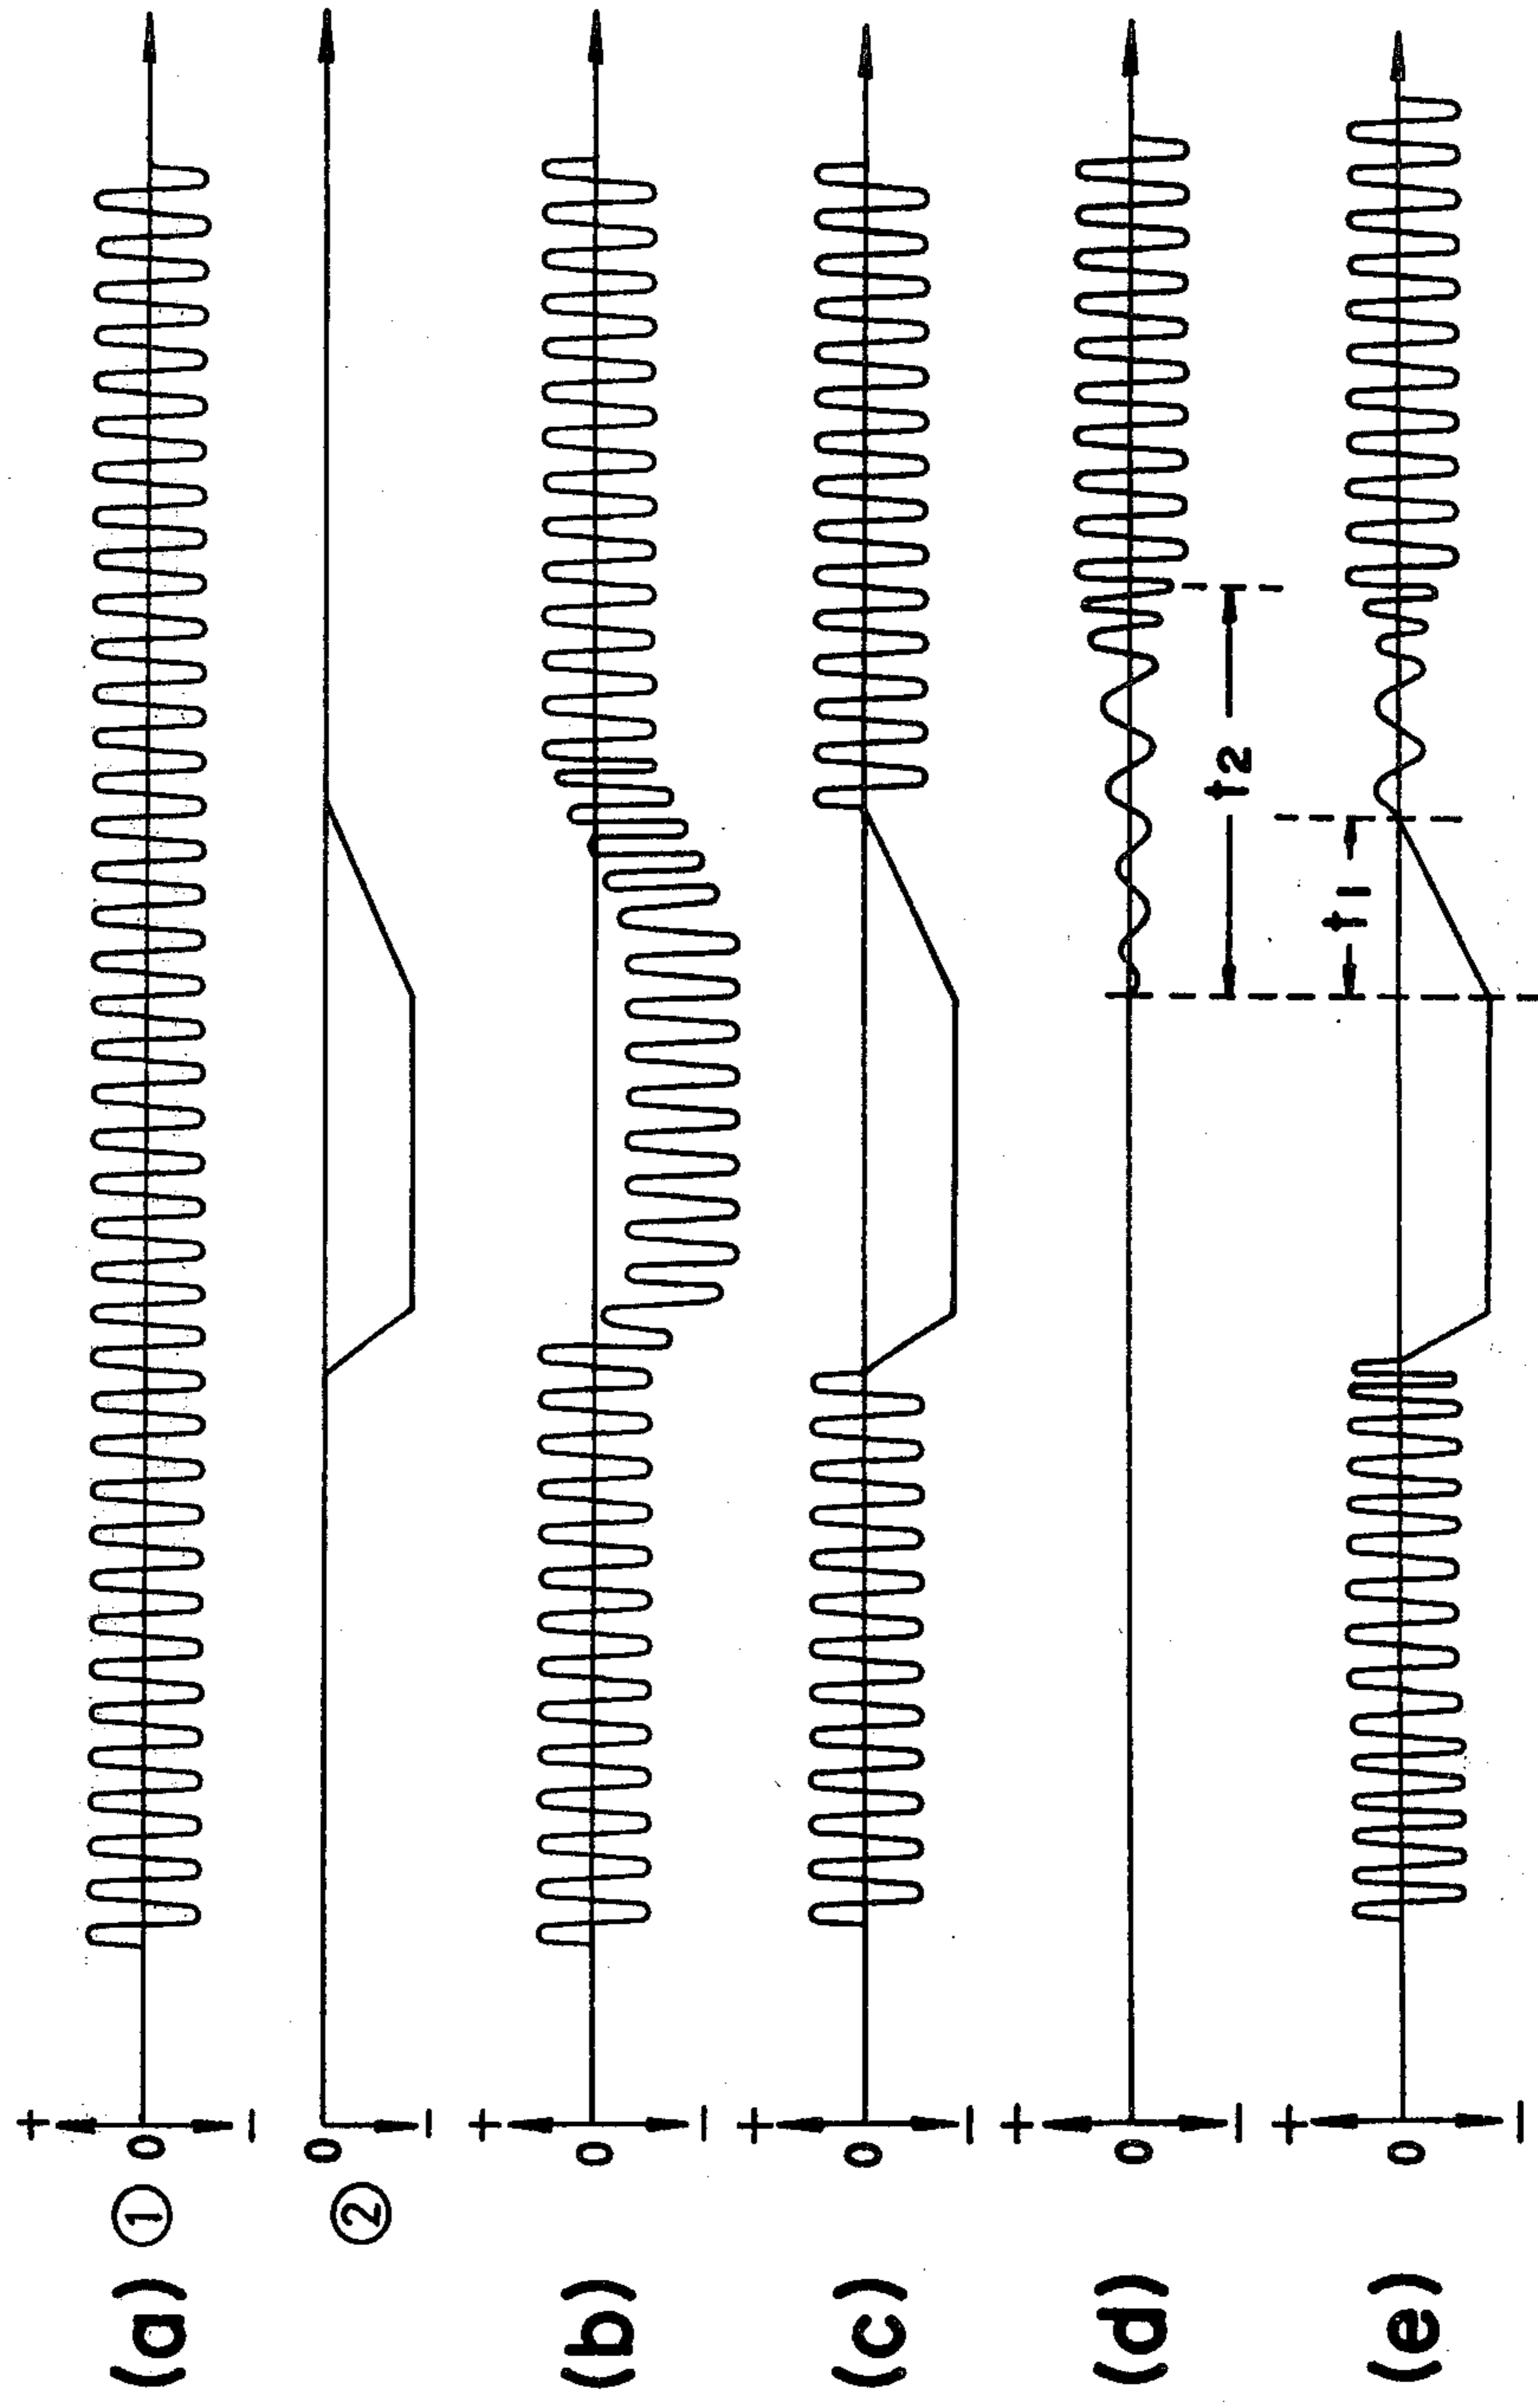 (a) ① + 0 −
② 0 −
(b) + 0 −
(c) + 0 −
(d) + 0 −
t2
(e) + 0 −
t1